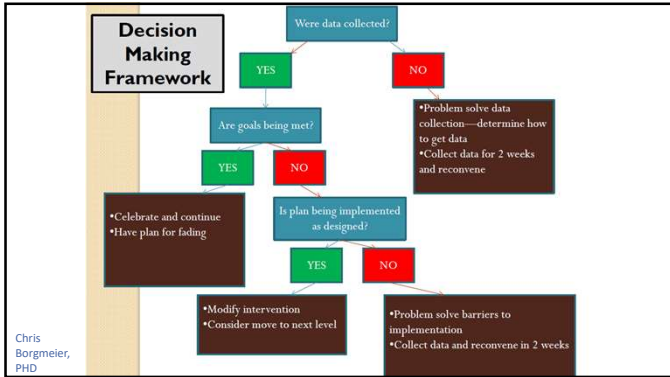 Decision
Making
Framework
Were data collected?
YES
NO
Are goals being met?
•Problem solve data
collection—determine how
to get data
•Collect data for 2 weeks
and reconvene
YES
NO
•Celebrate and continue
•Have plan for fading
Is plan being implemented
as designed?
YES
NO
•Modify intervention
•Consider move to next level
•Problem solve barriers to
implementation
•Collect data and reconvene in 2 weeks
Chris
Borgmeier,
PHD